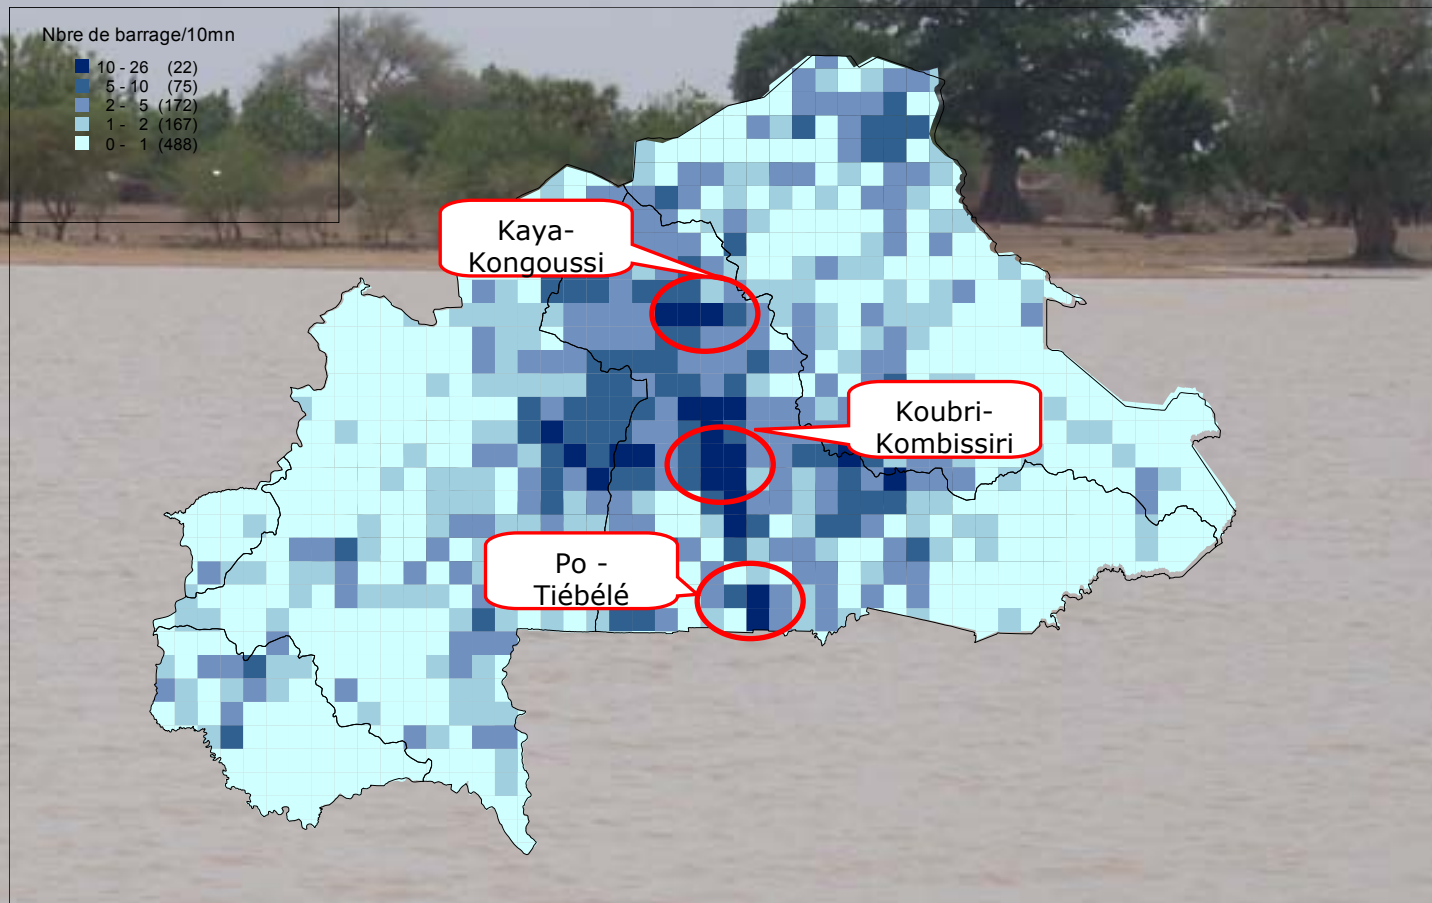 Nbre de barrage/10mn
10 - 26 (22)
5 - 10 (75)
2 - 5 (172)
1 - 2 (167)
0 - 1 (488)
Kaya-
Kongoussi
Koubri-
Kombissiri
Po -
Tiébélé